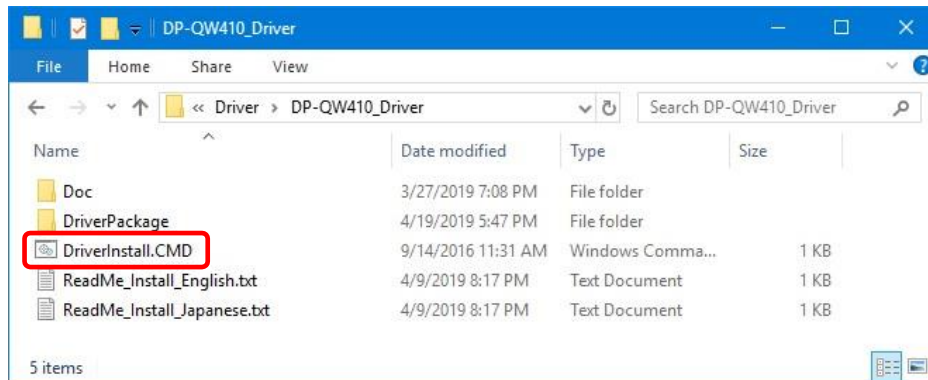 DP-QW410_Driver
File Home Share View
« Driver › DP-QW410_Driver Search DP-QW410_Driver
Name Date modified Type Size
Doc 3/27/2019 7:08 PM File folder
DriverPackage 4/19/2019 5:47 PM File folder
DriverInstall.CMD 9/14/2016 11:31 AM Windows Comma... 1 KB
ReadMe_Install_English.txt 4/9/2019 8:17 PM Text Document 1 KB
ReadMe_Install_Japanese.txt 4/9/2019 8:17 PM Text Document 1 KB
5 items